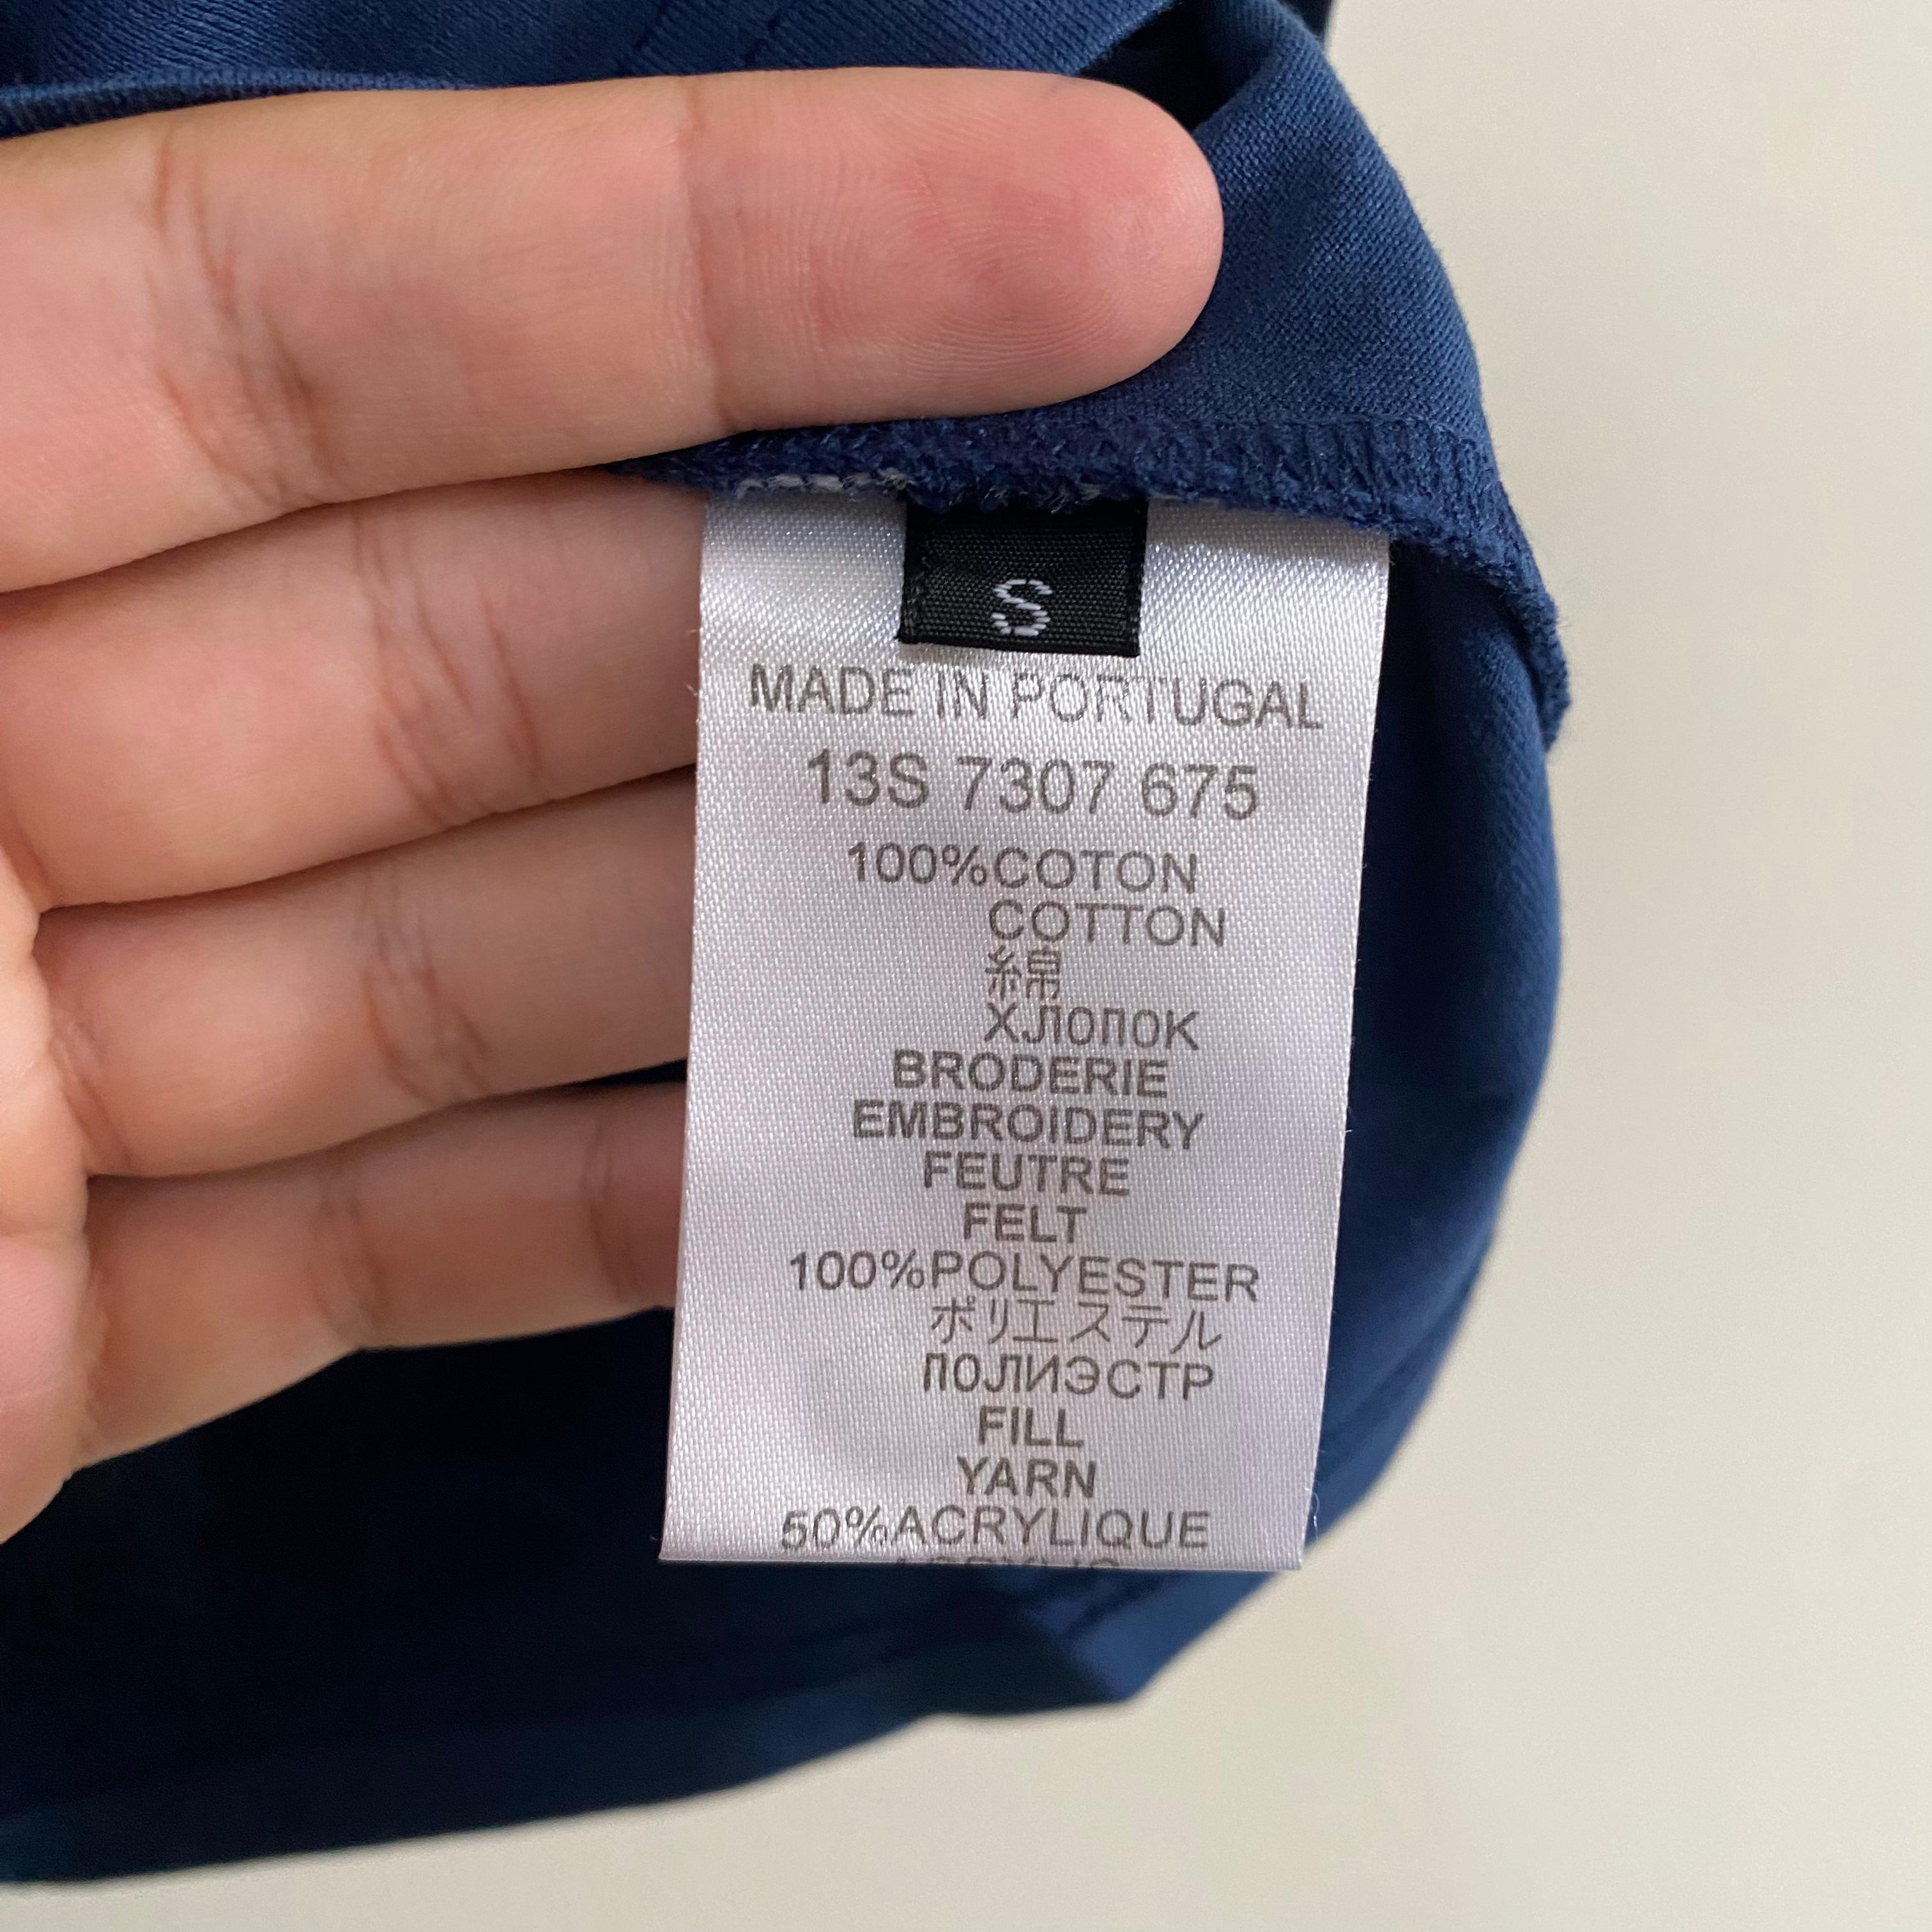 S
MADE IN PORTUGAL
13S 7307 675
100%COTON
COTTON
綿
ХЛОПОК
BRODERIE
EMBROIDERY
FEUTRE
FELT
100%POLYESTER
ポリエステル
ПОЛИЭСТР
FILL
YARN
50%ACRYLIQUE
ACRYLIC